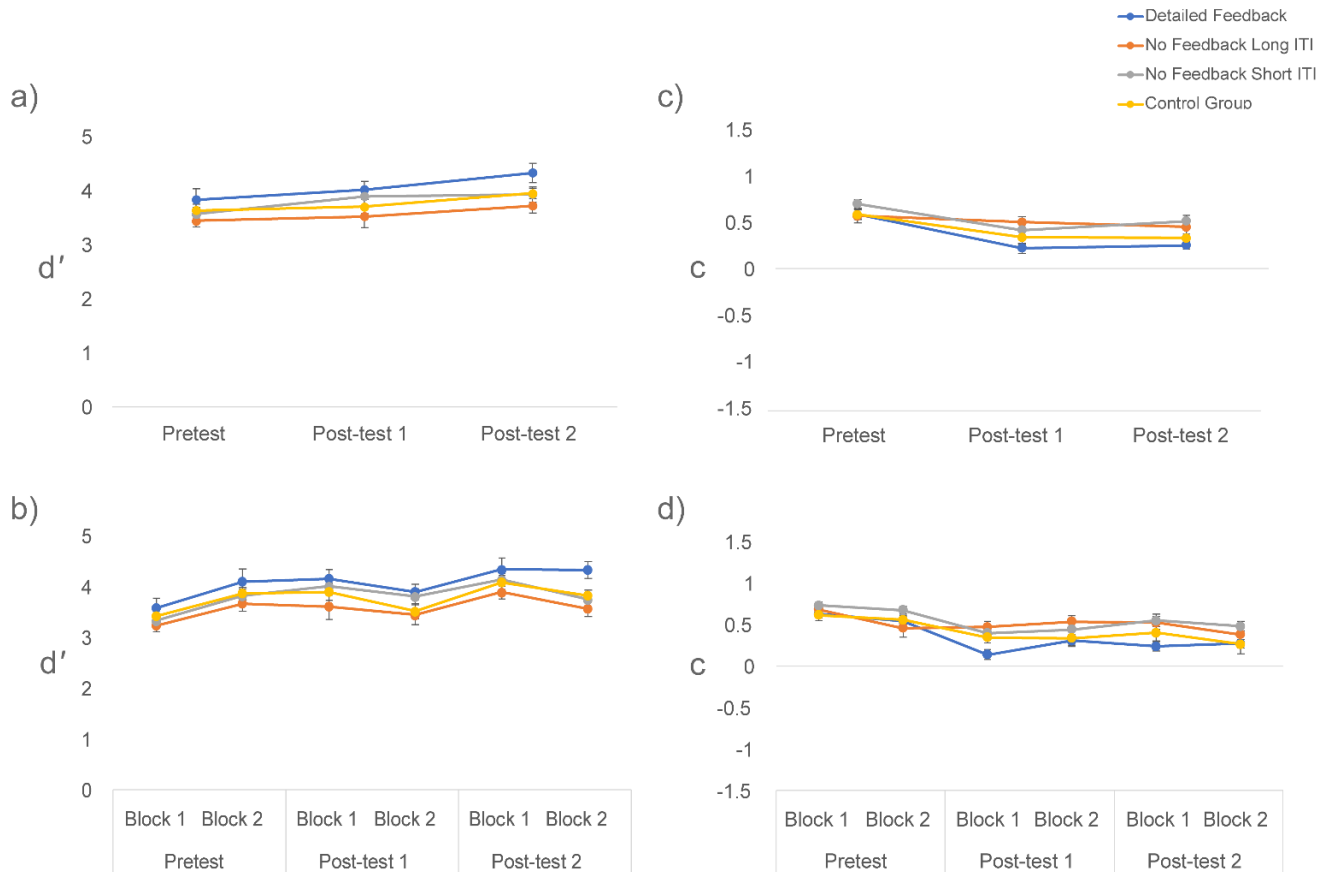 Detailed Feedback
No Feedback Long ITI
No Feedback Short ITI
Control Group
a)
5
4
3
d′
2
1
0
Pretest Post-test 1 Post-test 2
c)
1.5
1
0.5
c
0
-0.5
-1
-1.5
Pretest Post-test 1 Post-test 2
b)
5
4
3
d′
2
1
0
Block 1 Block 2 Block 1 Block 2 Block 1 Block 2
Pretest Post-test 1 Post-test 2
d)
1.5
1
0.5
c
0
-0.5
-1
-1.5
Block 1 Block 2 Block 1 Block 2 Block 1 Block 2
Pretest Post-test 1 Post-test 2